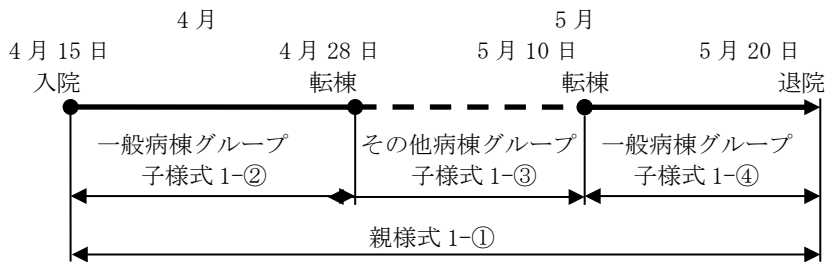 4月 5月
4月15日 4月28日 5月10日 5月20日
入院 転棟 転棟 退院
一般病棟グループ その他病棟グループ 一般病棟グループ
子様式1-② 子様式1-③ 子様式1-④
親様式1-①